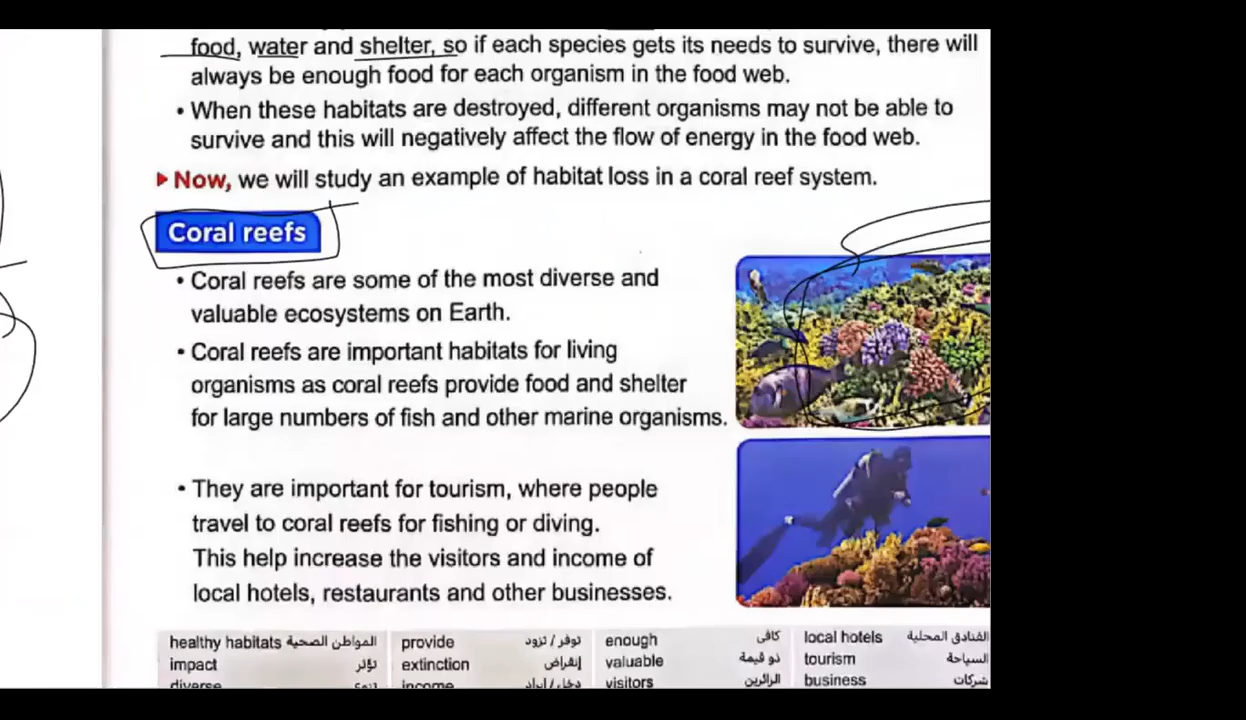 food, water and shelter, so if each species gets its needs to survive, there will
always be enough food for each organism in the food web.
• When these habitats are destroyed, different organisms may not be able to
survive and this will negatively affect the flow of energy in the food web.
Now, we will study an example of habitat loss in a coral reef system.
Coral reefs
• Coral reefs are some of the most diverse and
valuable ecosystems on Earth.
• Coral reefs are important habitats for living
organisms as coral reefs provide food and shelter
for large numbers of fish and other marine organisms.
• They are important for tourism, where people
travel to coral reefs for fishing or diving.
This help increase the visitors and income of
local hotels, restaurants and other businesses.
healthy habitats المواطن الصحية provide توفر / تزود enough كافى local hotels الفنادق المحلية
impact تؤثر extinction إنقراض valuable ذو قيمة tourism السياحة
diverse income دخل / إيراد visitors الزائرين business شركات